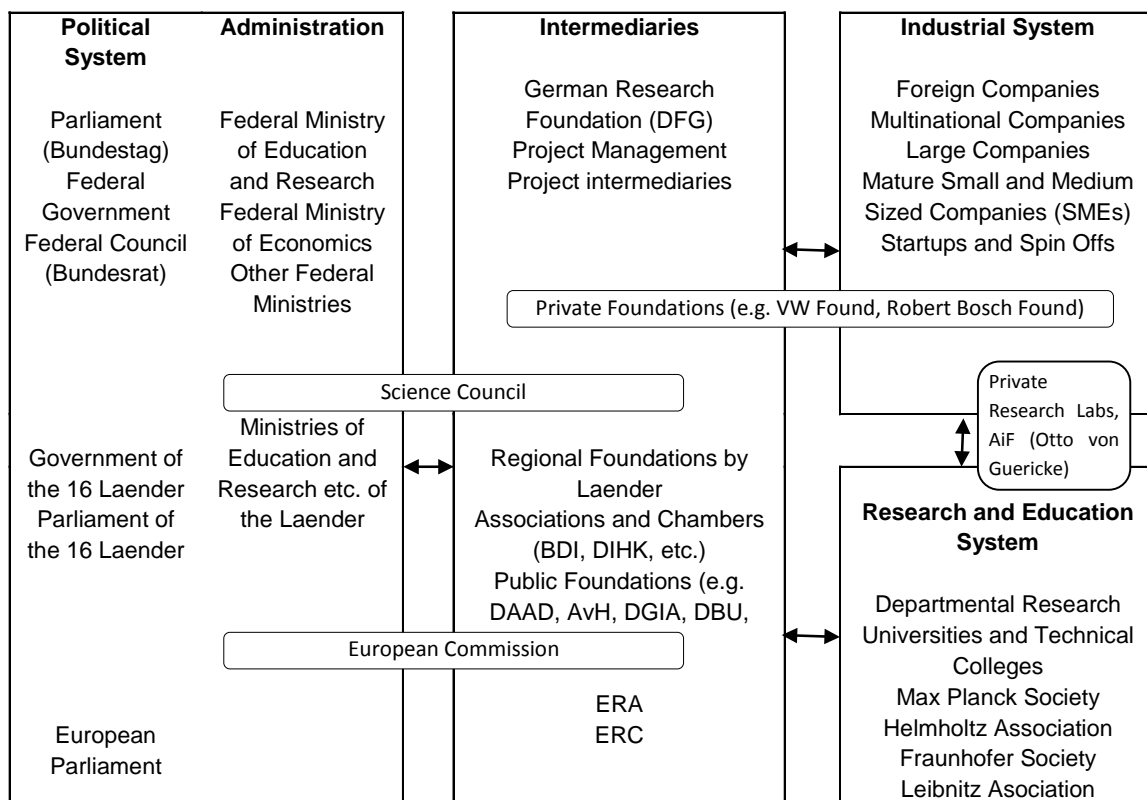 Political
System
Parliament
(Bundestag)
Federal
Government
Federal Council
(Bundesrat)
Government of
the 16 Laender
Parliament of
the 16 Laender
European
Parliament
Administration
Federal Ministry
of Education
and Research
Federal Ministry
of Economics
Other Federal
Ministries
Science Council
Ministries of
Education and
Research etc. of
the Laender
European Commission
Intermediaries
German Research
Foundation (DFG)
Project Management
Project intermediaries
Private Foundations (e.g. VW Found, Robert Bosch Found)
Regional Foundations by
Laender
Associations and Chambers
(BDI, DIHK, etc.)
Public Foundations (e.g.
DAAD, AvH, DGIA, DBU,
ERA
ERC
Industrial System
Foreign Companies
Multinational Companies
Large Companies
Mature Small and Medium
Sized Companies (SMEs)
Startups and Spin Offs
Private
Research Labs,
AiF (Otto von
Guericke)
Research and Education
System
Departmental Research
Universities and Technical
Colleges
Max Planck Society
Helmholtz Association
Fraunhofer Society
Leibnitz Asociation